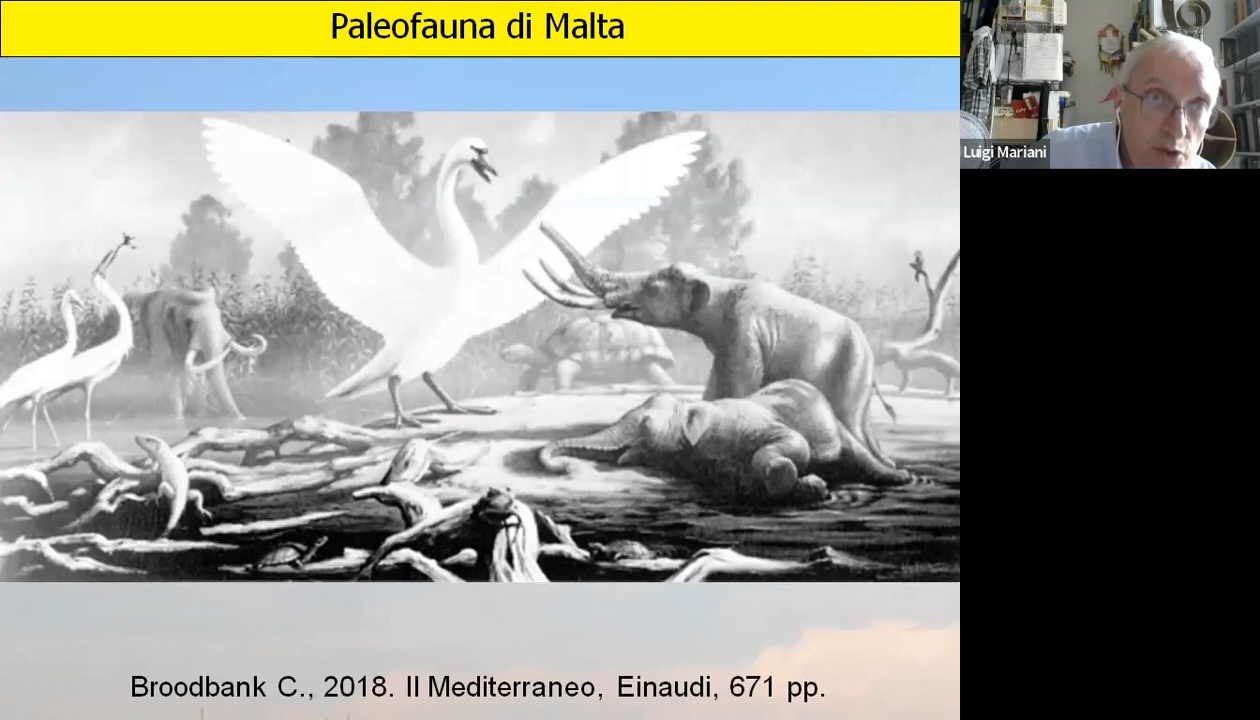 Paleofauna di Malta
Luigi Mariani
Broodbank C., 2018. Il Mediterraneo, Einaudi, 671 pp.